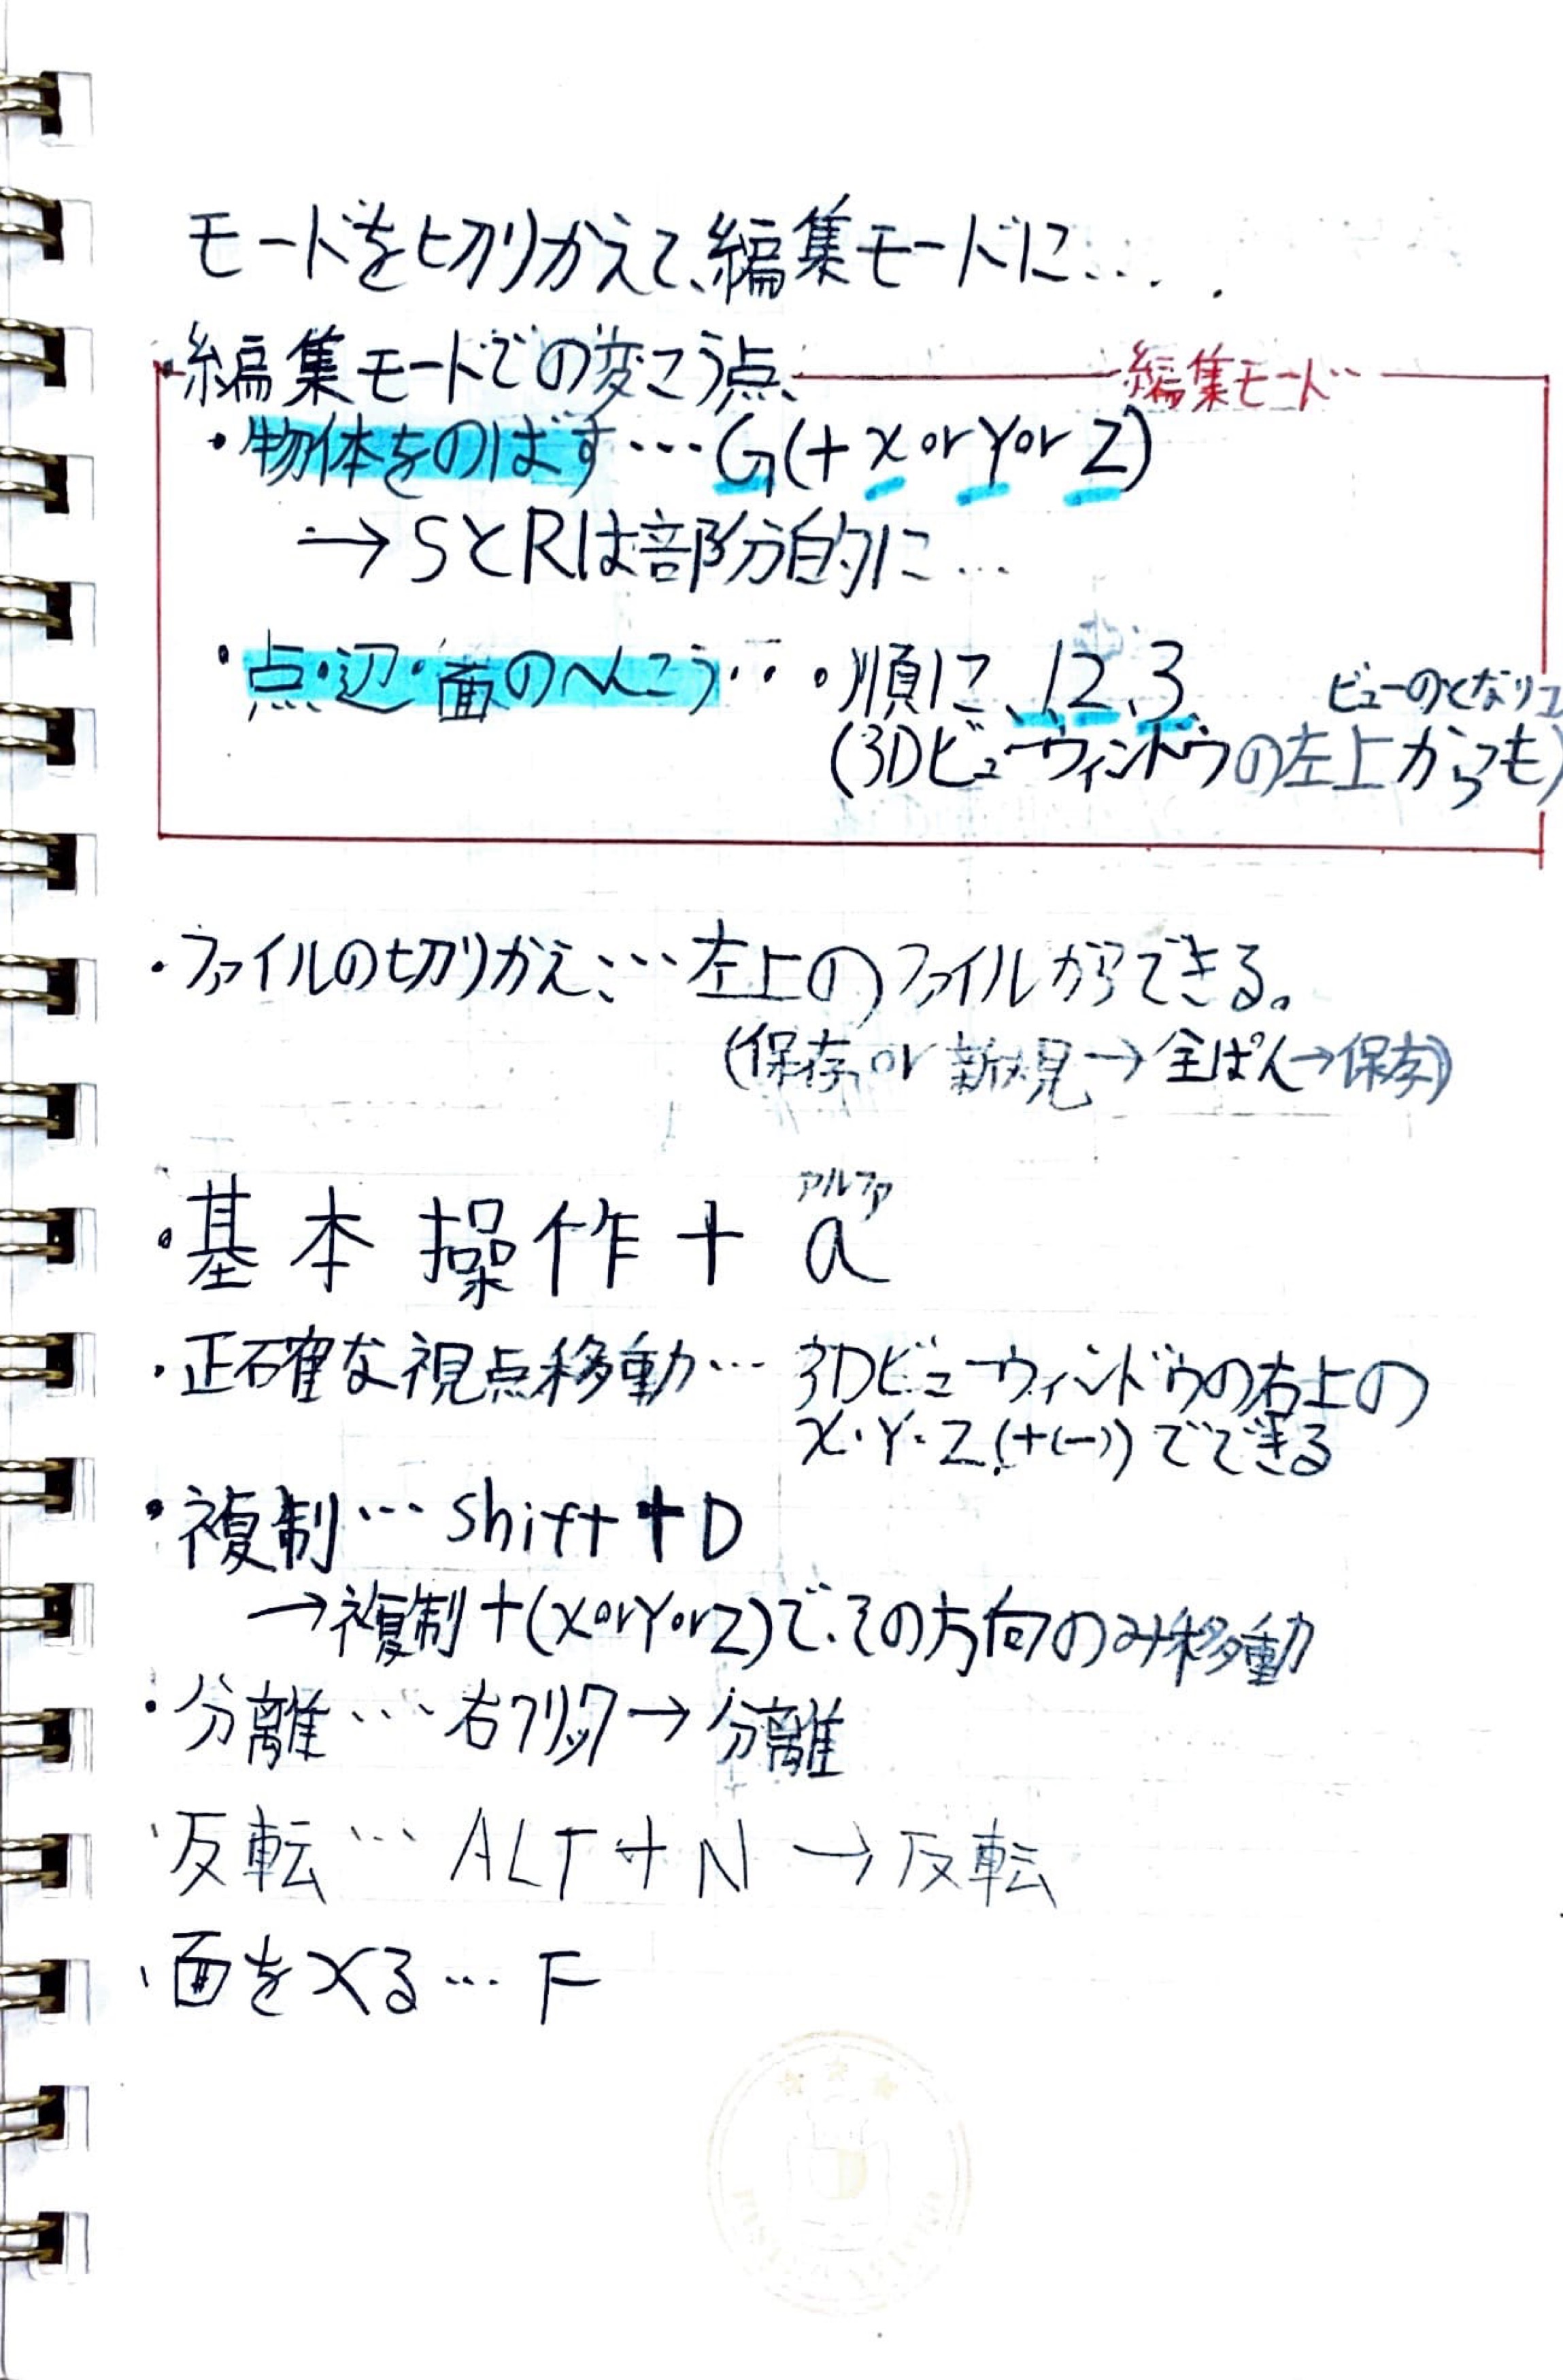 モードを切りかえて、編集モードに...
・編集モードでの変こう点
編集モード
・物体をのばす…G(+X or Y or Z)
→SとRは部分的に…
・点・辺・面のへんこう…・順に、1、2、3、
ビューのとなりに
(3Dビューウィンドウの左上からも)
・ファイルの切りかえ…左上のファイルからできる。
(保存 or 新規→全ぱん→保存)
アルファ
・基本操作+a
・正確な視点移動… 3Dビューウィンドウの右上の
X・Y・Z(+(-))でできる
・複制…shift+D
→複制+(XorYorZ)で、その方向のみ移動
・分離…右クリック→分離
・反転…ALT+N→反転
・面をつくる…F